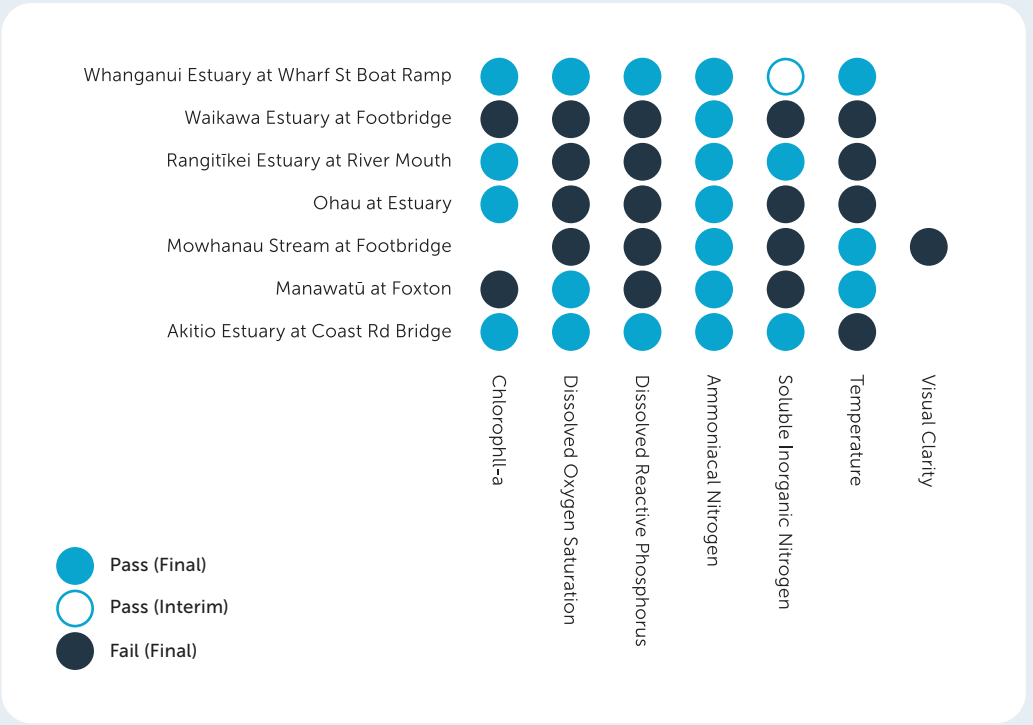 Whanganui Estuary at Wharf St Boat Ramp
Waikawa Estuary at Footbridge
Rangitīkei Estuary at River Mouth
Ohau at Estuary
Mowhanau Stream at Footbridge
Manawatū at Foxton
Akitio Estuary at Coast Rd Bridge
Chlorophll-a
Dissolved Oxygen Saturation
Dissolved Reactive Phosphorus
Ammoniacal Nitrogen
Soluble Inorganic Nitrogen
Temperature
Visual Clarity
Pass (Final)
Pass (Interim)
Fail (Final)